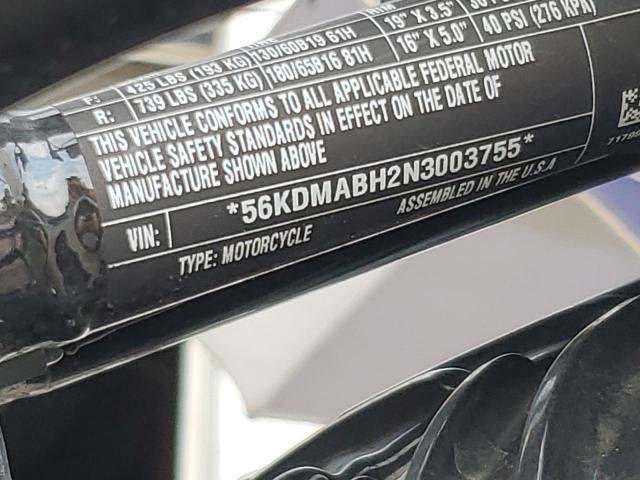 F: 425 LBS (193 KG) 130/60B19 61H 19" X 3.5"
R: 739 LBS (335 KG) 180/65B16 81H 16" X 5.0" 40 PSI (276 KPA)
THIS VEHICLE CONFORMS TO ALL APPLICABLE FEDERAL MOTOR
VEHICLE SAFETY STANDARDS IN EFFECT ON THE DATE OF
MANUFACTURE SHOWN ABOVE
VIN: *56KDMABH2N3003755*
TYPE: MOTORCYCLE ASSEMBLED IN THE U.S.A